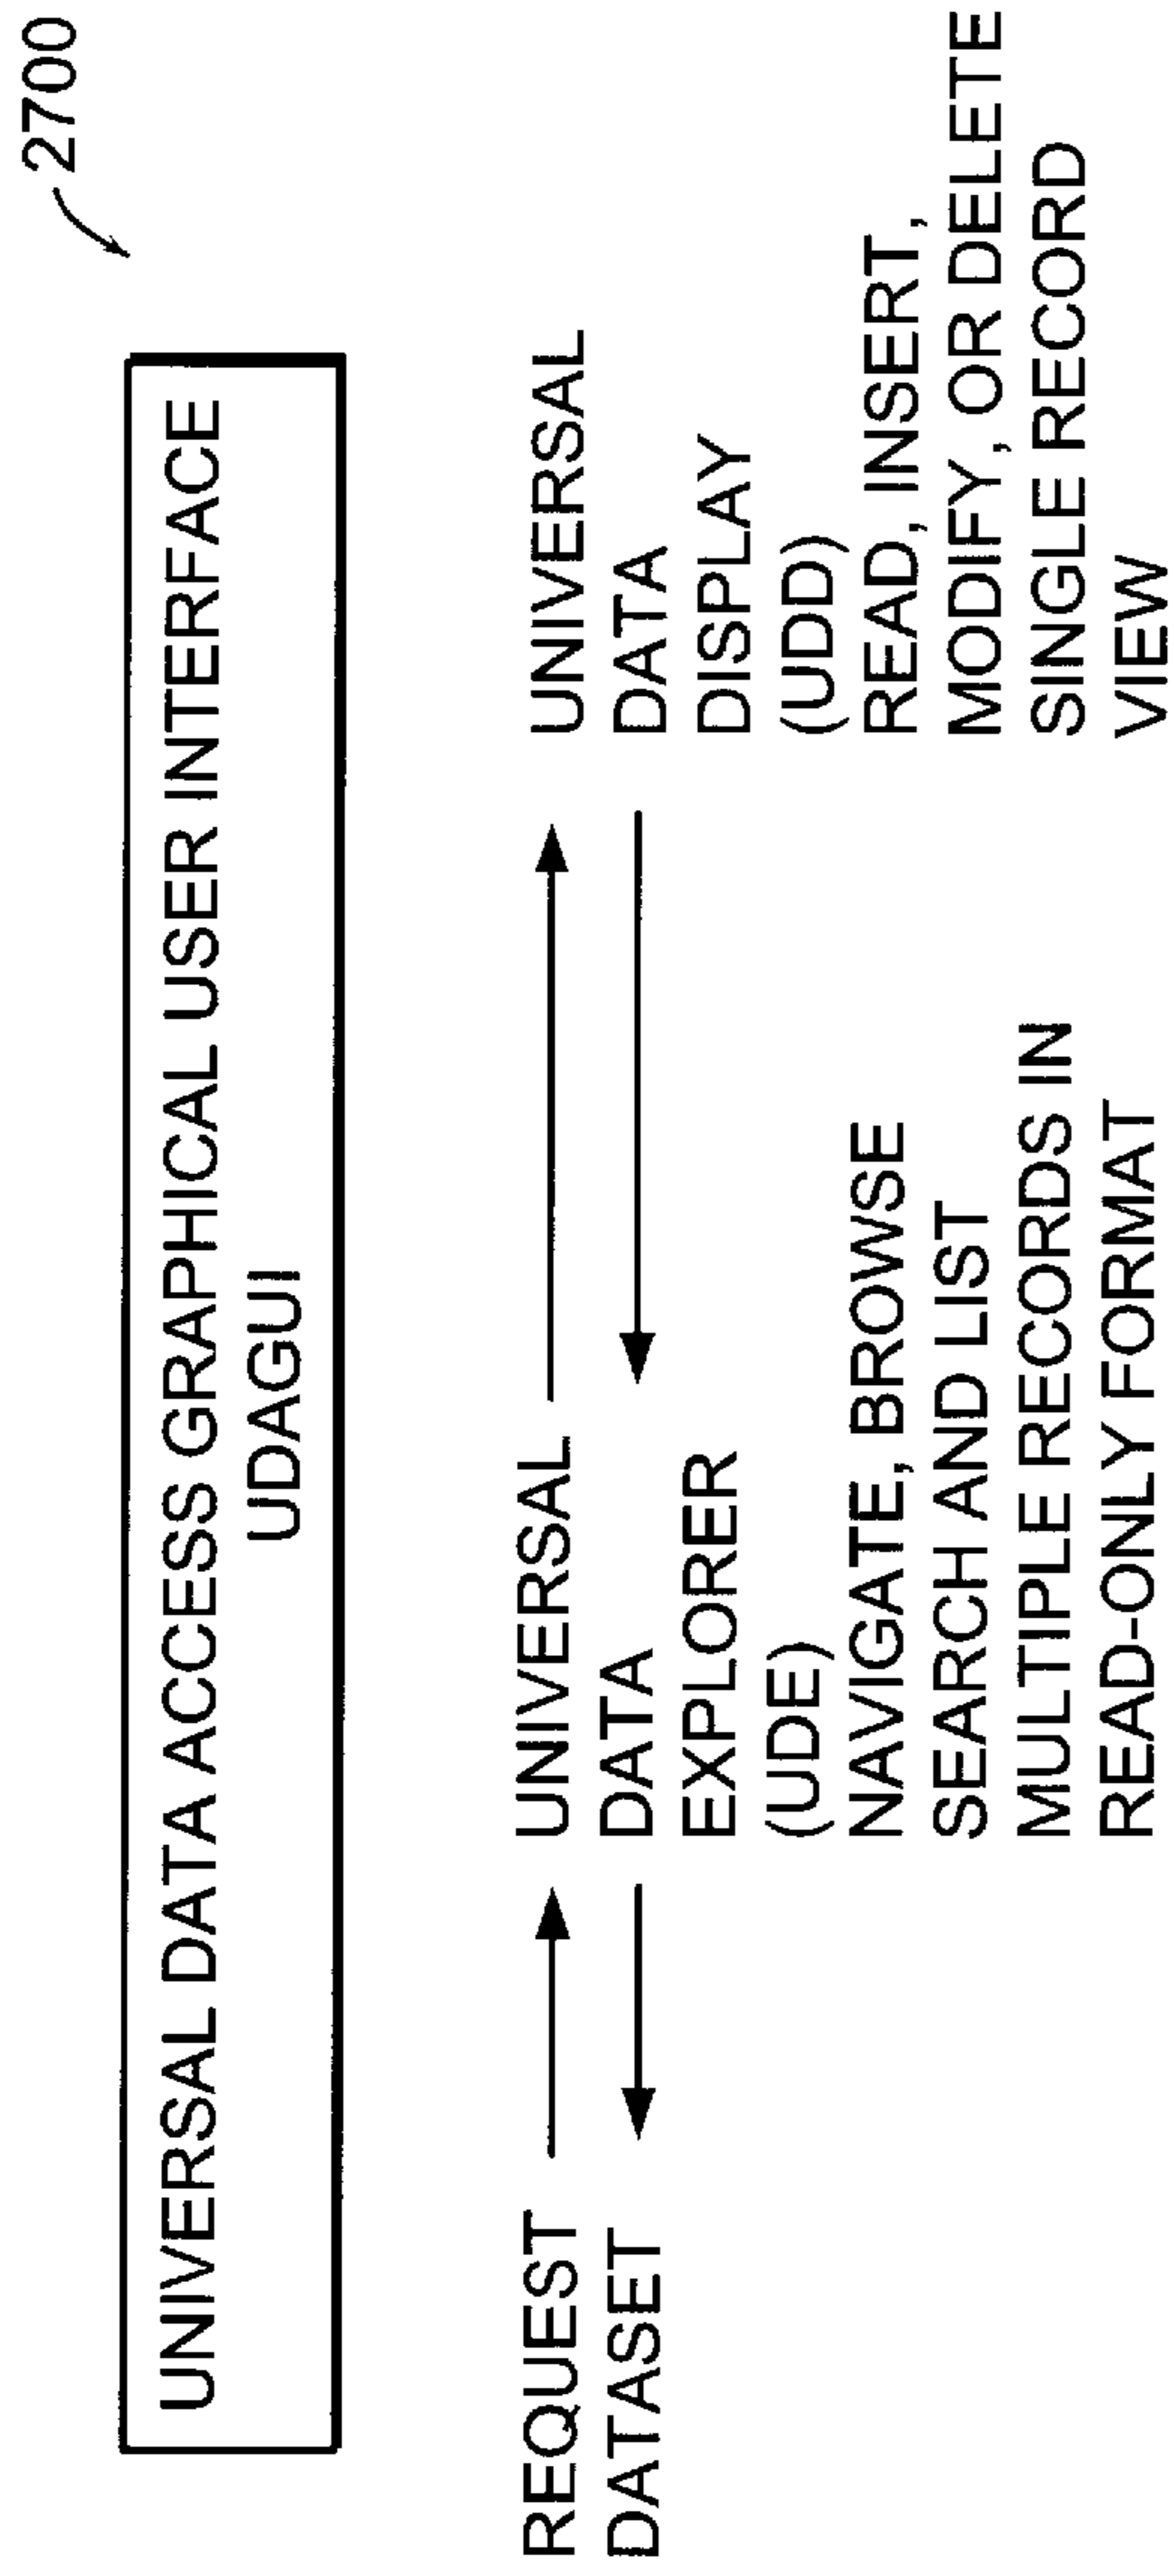 2700
UNIVERSAL DATA ACCESS GRAPHICAL USER INTERFACE
UDAGUI
REQUEST
DATASET
UNIVERSAL
DATA
EXPLORER
(UDE)
NAVIGATE, BROWSE
SEARCH AND LIST
MULTIPLE RECORDS IN
READ-ONLY FORMAT
UNIVERSAL
DATA
DISPLAY
(UDD)
READ, INSERT,
MODIFY, OR DELETE
SINGLE RECORD
VIEW